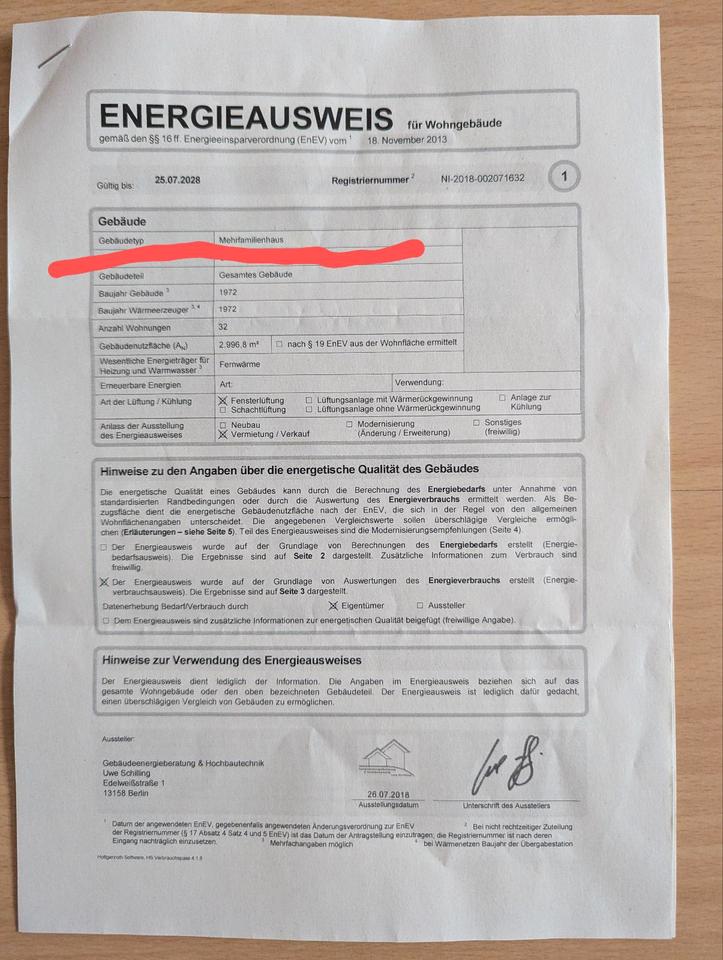 ENERGIEAUSWEIS für Wohngebäude
gemäß den §§ 16 ff. Energieeinsparverordnung (EnEV) vom ¹ 18. November 2013
Gültig bis: 25.07.2028 Registriernummer ² NI-2018-002071632 1
Gebäude
Gebäudetyp Mehrfamilienhaus
Gebäudeteil Gesamtes Gebäude
Baujahr Gebäude ³ 1972
Baujahr Wärmeerzeuger ³, ⁴ 1972
Anzahl Wohnungen 32
Gebäudenutzfläche (AN) 2.996,8 m² ☐ nach § 19 EnEV aus der Wohnfläche ermittelt
Wesentliche Energieträger für
Heizung und Warmwasser ³ Fernwärme
Erneuerbare Energien Art: Verwendung:
Art der Lüftung / Kühlung ☒ Fensterlüftung ☐ Lüftungsanlage mit Wärmerückgewinnung ☐ Anlage zur
☐ Schachtlüftung ☐ Lüftungsanlage ohne Wärmerückgewinnung Kühlung
Anlass der Ausstellung ☐ Neubau ☐ Modernisierung ☐ Sonstiges
des Energieausweises ☒ Vermietung / Verkauf (Änderung / Erweiterung) (freiwillig)
Hinweise zu den Angaben über die energetische Qualität des Gebäudes
Die energetische Qualität eines Gebäudes kann durch die Berechnung des Energiebedarfs unter Annahme von
standardisierten Randbedingungen oder durch die Auswertung des Energieverbrauchs ermittelt werden. Als Be-
zugsfläche dient die energetische Gebäudenutzfläche nach der EnEV, die sich in der Regel von den allgemeinen
Wohnflächenangaben unterscheidet. Die angegebenen Vergleichswerte sollen überschlägige Vergleiche ermögli-
chen (Erläuterungen – siehe Seite 5). Teil des Energieausweises sind die Modernisierungsempfehlungen (Seite 4).
☐ Der Energieausweis wurde auf der Grundlage von Berechnungen des Energiebedarfs erstellt (Energie-
bedarfsausweis). Die Ergebnisse sind auf Seite 2 dargestellt. Zusätzliche Informationen zum Verbrauch sind
freiwillig.
☒ Der Energieausweis wurde auf der Grundlage von Auswertungen des Energieverbrauchs erstellt (Energie-
verbrauchsausweis). Die Ergebnisse sind auf Seite 3 dargestellt.
Datenerhebung Bedarf/Verbrauch durch ☒ Eigentümer ☐ Aussteller
☐ Dem Energieausweis sind zusätzliche Informationen zur energetischen Qualität beigefügt (freiwillige Angabe).
Hinweise zur Verwendung des Energieausweises
Der Energieausweis dient lediglich der Information. Die Angaben im Energieausweis beziehen sich auf das
gesamte Wohngebäude oder den oben bezeichneten Gebäudeteil. Der Energieausweis ist lediglich dafür gedacht,
einen überschlägigen Vergleich von Gebäuden zu ermöglichen.
Aussteller:
Gebäudeenergieberatung & Hochbautechnik
Uwe Schilling
Edelweißstraße 1
13158 Berlin
26.07.2018
Ausstellungsdatum Unterschrift des Ausstellers
¹ Datum der angewendeten EnEV, gegebenenfalls angewendeten Änderungsverordnung zur EnEV ² Bei nicht rechtzeitiger Zuteilung
der Registriernummer (§ 17 Absatz 4 Satz 4 und 5 EnEV) ist das Datum der Antragstellung einzutragen; die Registriernummer ist nach deren
Eingang nachträglich einzusetzen. ³ Mehrfachangaben möglich ⁴ bei Wärmenetzen Baujahr der Übergabestation
Hottgenroth Software, HS Verbrauchspass 4.1.8